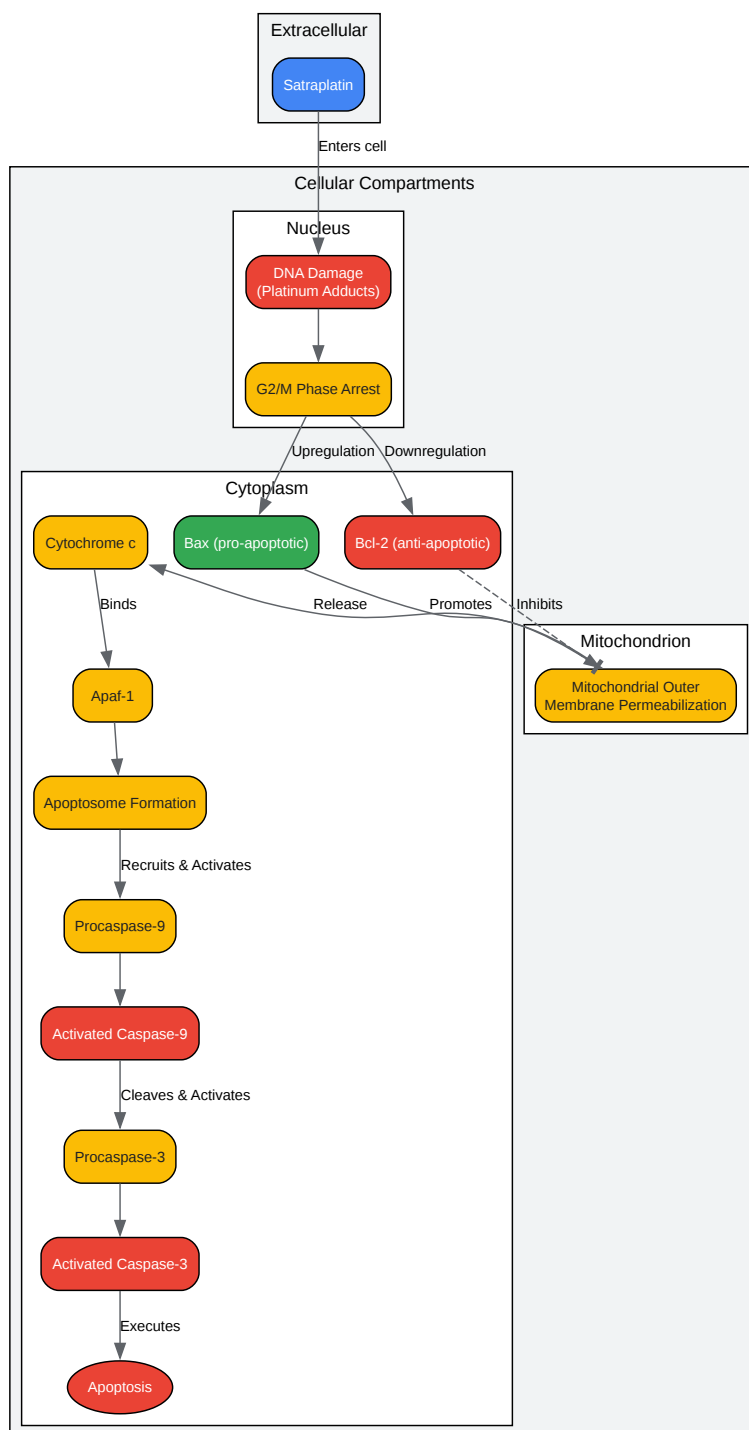 Extracellular
Satraplatin
Enters cell
Cellular Compartments
Nucleus
DNA Damage
(Platinum Adducts)
G2/M Phase Arrest
Upregulation
Downregulation
Cytoplasm
Cytochrome c
Bax (pro-apoptotic)
Bcl-2 (anti-apoptotic)
Binds
Release
Promotes
Inhibits
Mitochondrion
Mitochondrial Outer
Membrane Permeabilization
Apaf-1
Apoptosome Formation
Recruits & Activates
Procaspase-9
Activated Caspase-9
Cleaves & Activates
Procaspase-3
Activated Caspase-3
Executes
Apoptosis